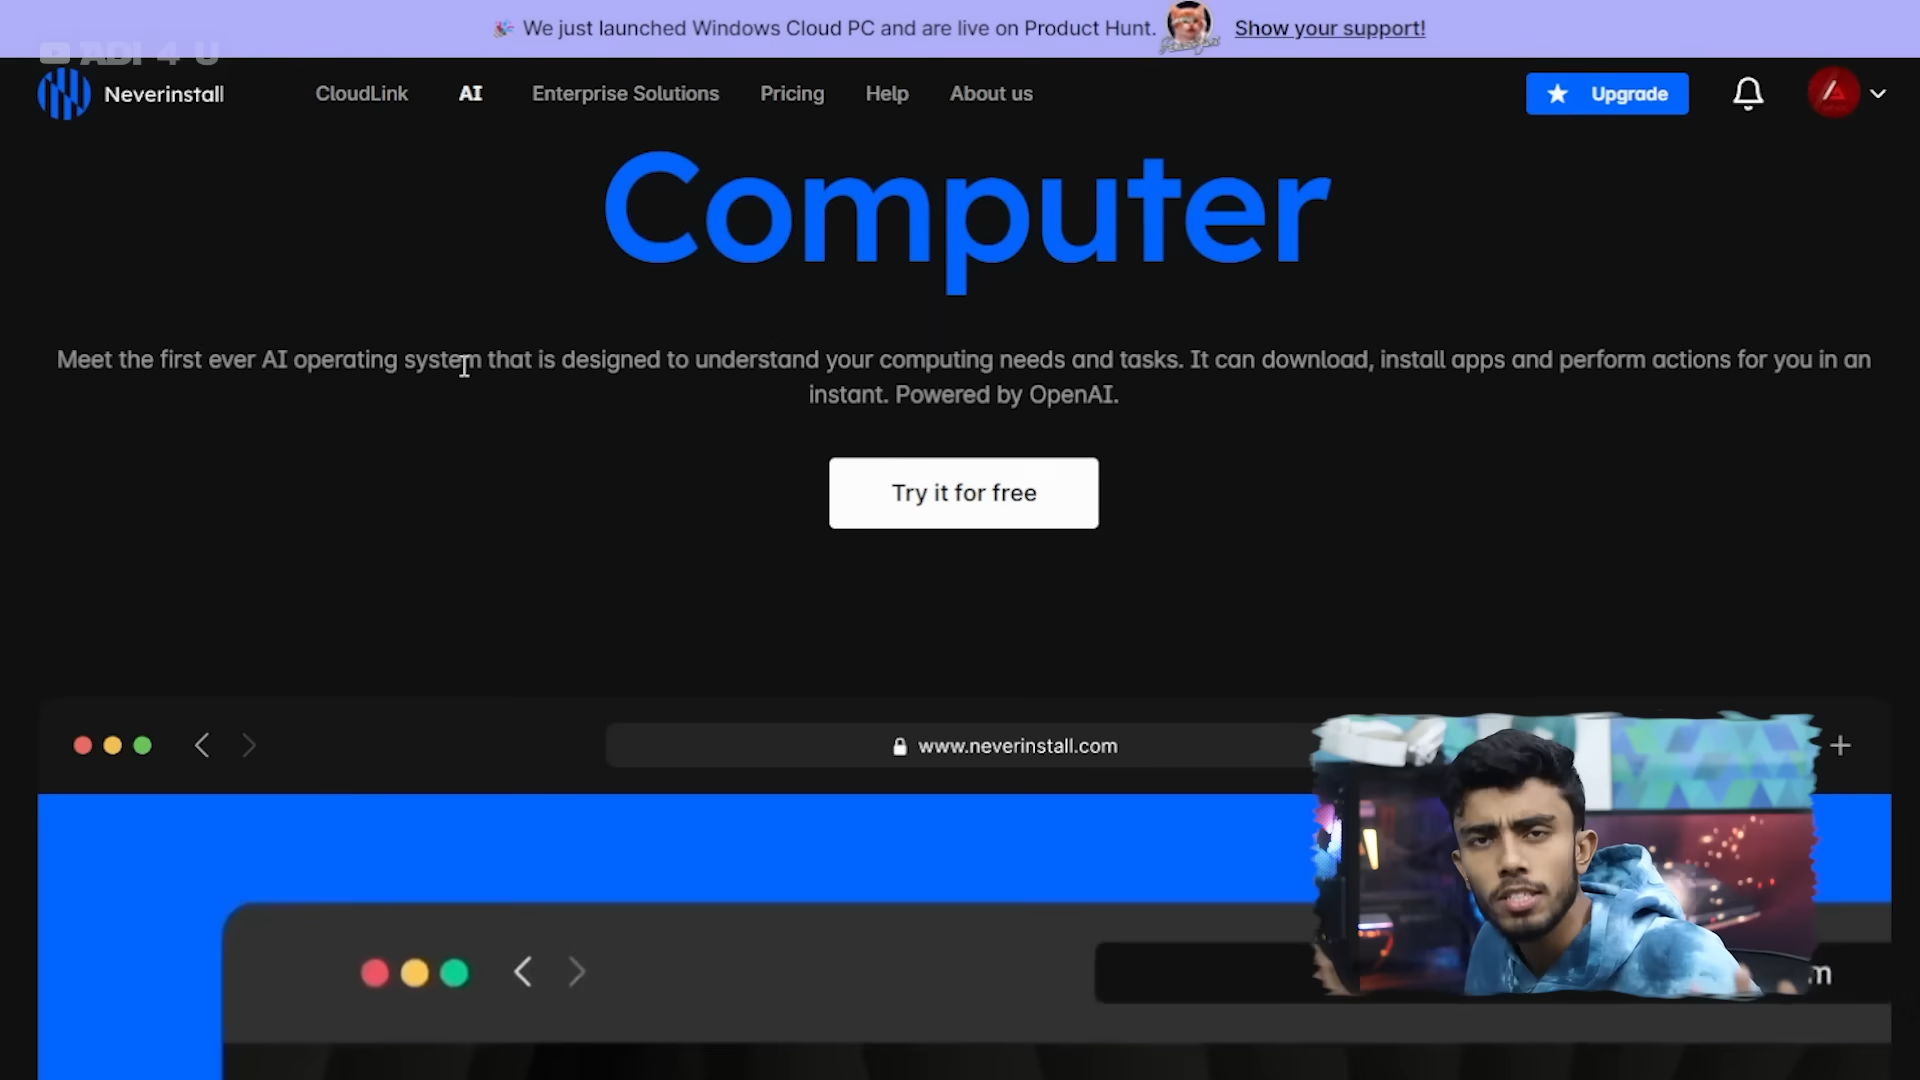 🎉 We just launched Windows Cloud PC and are live on Product Hunt. Show your support!
ADI 4 U
Neverinstall CloudLink AI Enterprise Solutions Pricing Help About us Upgrade
Computer
Meet the first ever AI operating system that is designed to understand your computing needs and tasks. It can download, install apps and perform actions for you in an
instant. Powered by OpenAI.
Try it for free
www.neverinstall.com
m